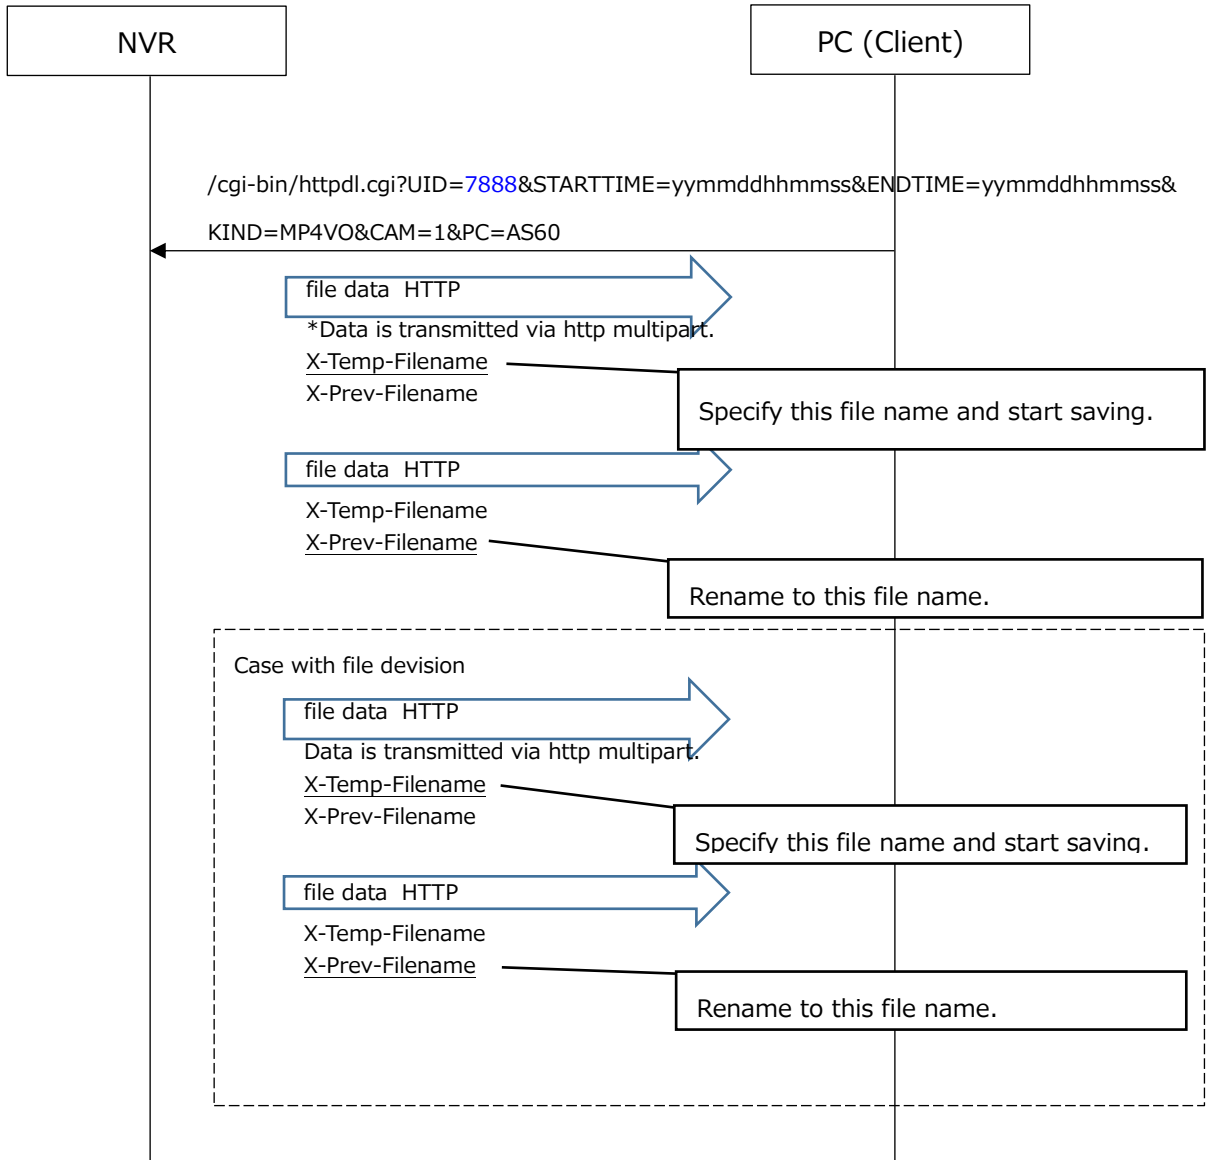 NVR
PC (Client)
/cgi-bin/httpdl.cgi?UID=7888&STARTTIME=yymmddhhmmss&ENDTIME=yymmddhhmmss&
KIND=MP4VO&CAM=1&PC=AS60
file data  HTTP
*Data is transmitted via http multipart.
X-Temp-Filename
X-Prev-Filename
Specify this file name and start saving.
file data  HTTP
X-Temp-Filename
X-Prev-Filename
Rename to this file name.
Case with file devision
file data  HTTP
Data is transmitted via http multipart.
X-Temp-Filename
X-Prev-Filename
Specify this file name and start saving.
file data  HTTP
X-Temp-Filename
X-Prev-Filename
Rename to this file name.